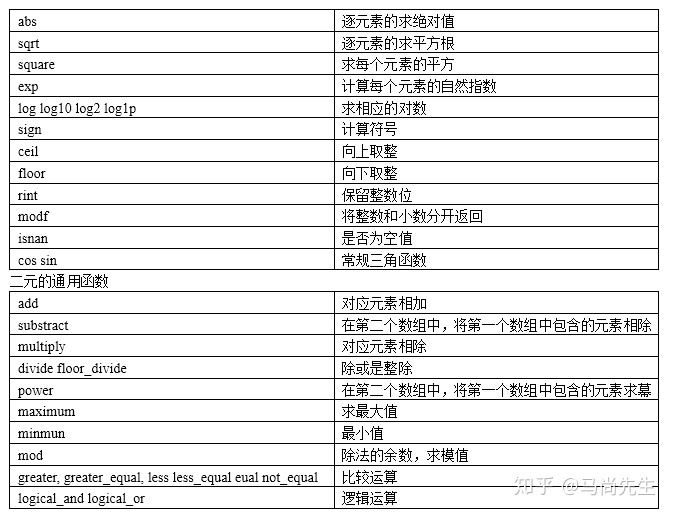 abs 逐元素的求绝对值
sqrt 逐元素的求平方根
square 求每个元素的平方
exp 计算每个元素的自然指数
log log10 log2 log1p 求相应的对数
sign 计算符号
ceil 向上取整
floor 向下取整
rint 保留整数位
modf 将整数和小数分开返回
isnan 是否为空值
cos sin 常规三角函数
二元的通用函数
add 对应元素相加
substract 在第二个数组中，将第一个数组中包含的元素相除
multiply 对应元素相除
divide floor_divide 除或是整除
power 在第二个数组中，将第一个数组中包含的元素求幂
maximum 求最大值
minmun 最小值
mod 除法的余数，求模值
greater, greater_equal, less less_equal eual not_equal 比较运算
logical_and logical_or 逻辑运算
知乎 @马尚先生